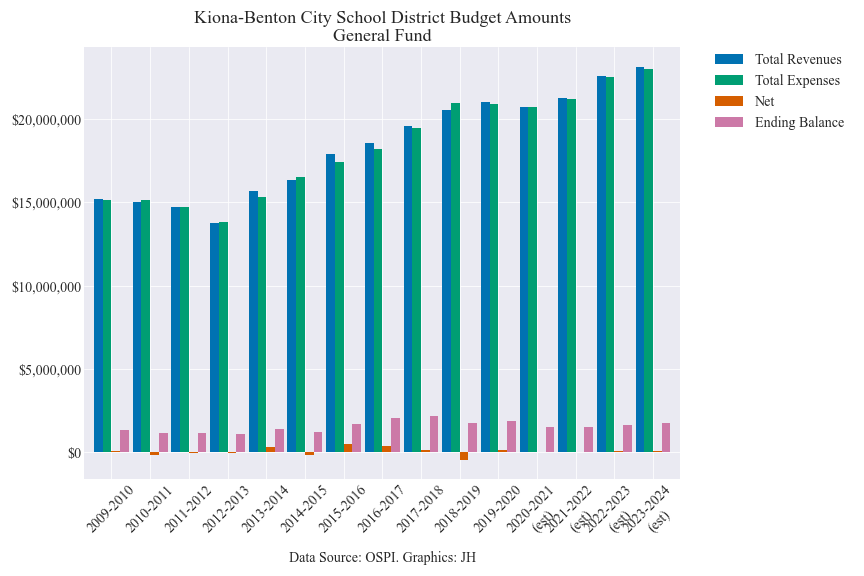 Kiona-Benton City School District Budget Amounts
General Fund
Total Revenues
Total Expenses
Net
Ending Balance
$20,000,000
$15,000,000
$10,000,000
$5,000,000
$0
2009-2010
2010-2011
2011-2012
2012-2013
2013-2014
2014-2015
2015-2016
2016-2017
2017-2018
2018-2019
2019-2020
2020-2021
(est)
2021-2022
(est)
2022-2023
(est)
2023-2024
(est)
Data Source: OSPI. Graphics: JH